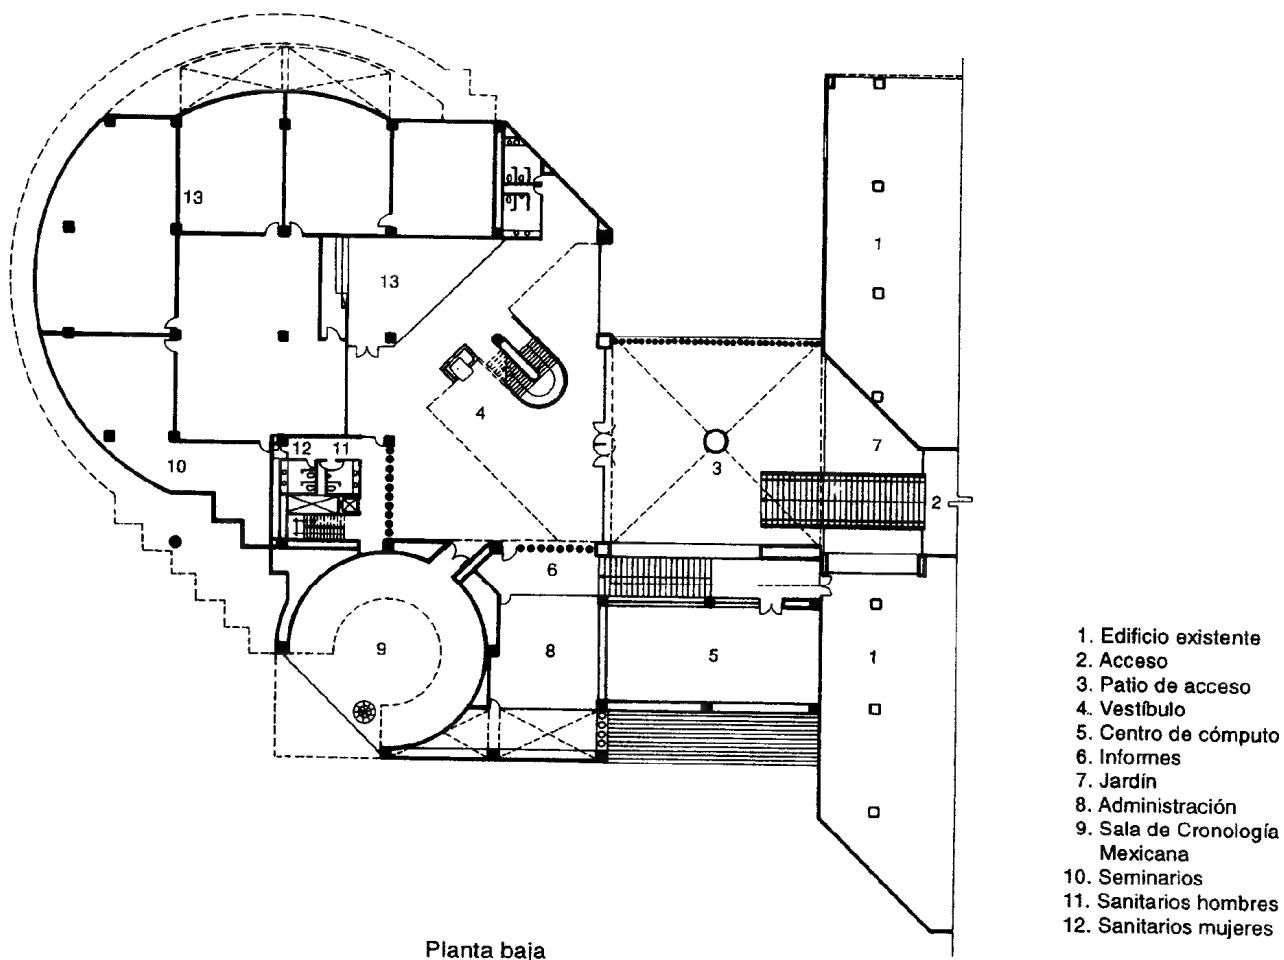 13
1
13
4
7
12
11
10
3
2
6
9
8
5
1
1. Edificio existente
2. Acceso
3. Patio de acceso
4. Vestíbulo
5. Centro de cómputo
6. Informes
7. Jardín
8. Administración
9. Sala de Cronología
Mexicana
10. Seminarios
11. Sanitarios hombres
12. Sanitarios mujeres
Planta baja